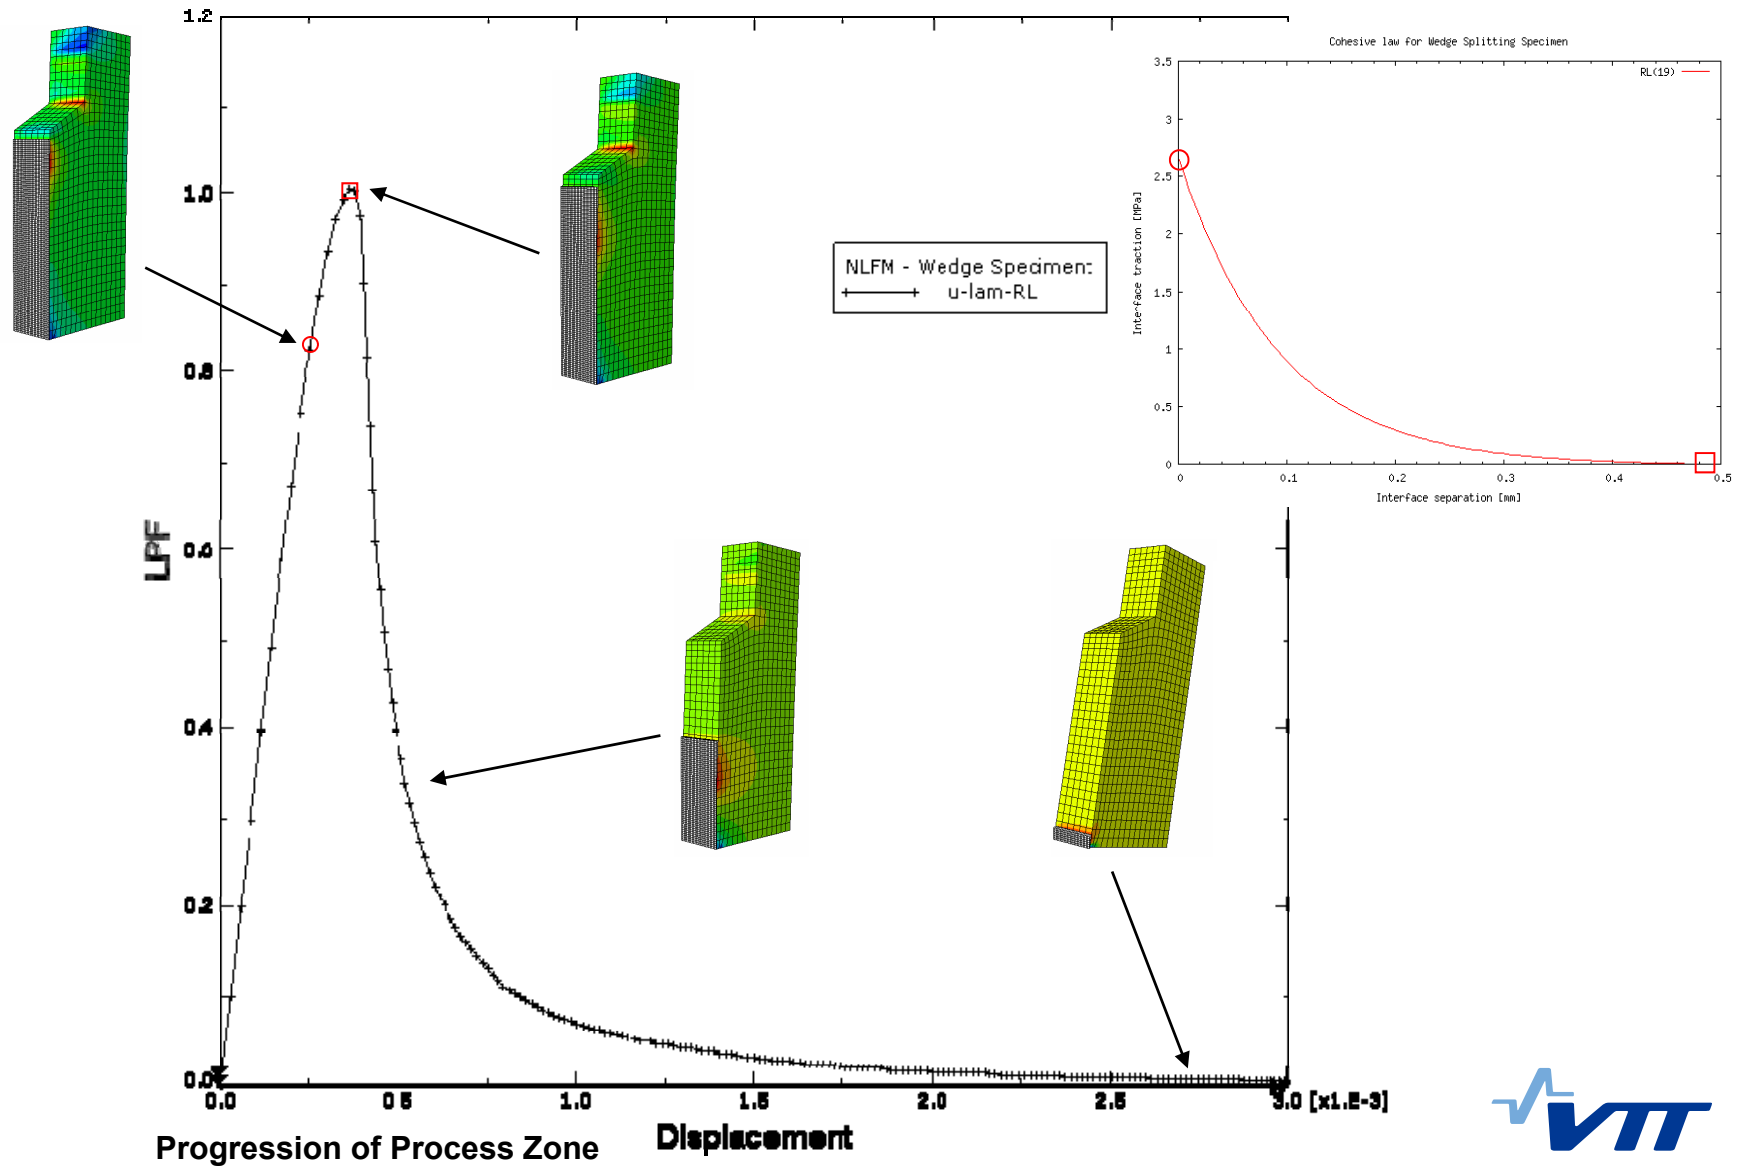 1.2
1.0
0.8
0.6
0.4
0.2
0.0
LPF
0.0
0.5
1.0
1.5
2.0
2.5
3.0 [x1.E-3]
Displacement
NLFM - Wedge Speciment
u-lam-RL
Cohesive law for Wedge Splitting Specimen
RL(19)
3.5
3
2.5
2
1.5
1
0.5
0
Interface traction [MPa]
0
0.1
0.2
0.3
0.4
0.5
Interface separation [mm]
Progression of Process Zone
VTT